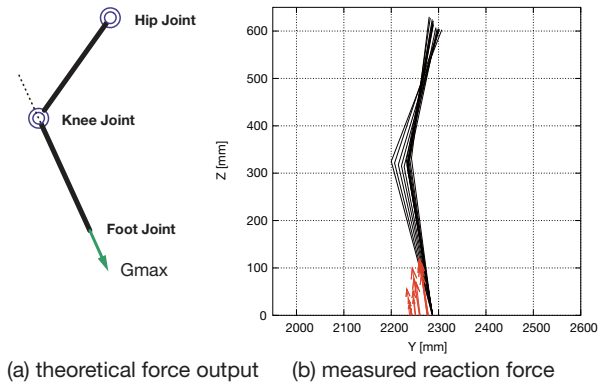 Hip Joint
Knee Joint
Foot Joint
Gmax
Z [mm]
600
500
400
300
200
100
0
2000 2100 2200 2300 2400 2500 2600
Y [mm]
(a) theoretical force output (b) measured reaction force